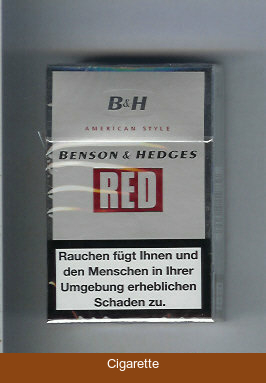 B&H
AMERICAN STYLE
BENSON & HEDGES
RED
Rauchen fügt Ihnen und
den Menschen in Ihrer
Umgebung erheblichen
Schaden zu.
Cigarette